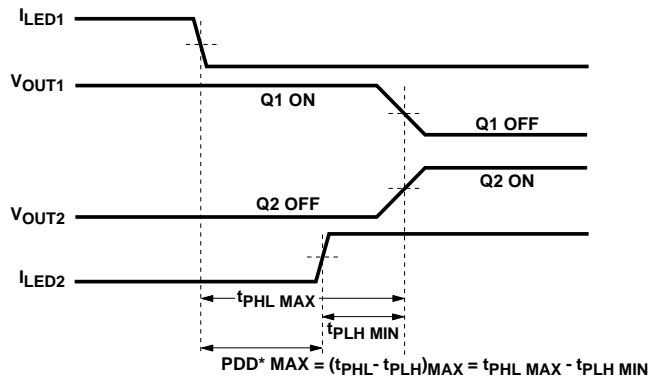 ILED1
VOUT1
Q1 ON
Q1 OFF
Q2 ON
Q2 OFF
VOUT2
ILED2
tPHL MAX
tPLH MIN
PDD* MAX = (tPHL- tPLH)MAX = tPHL MAX - tPLH MIN